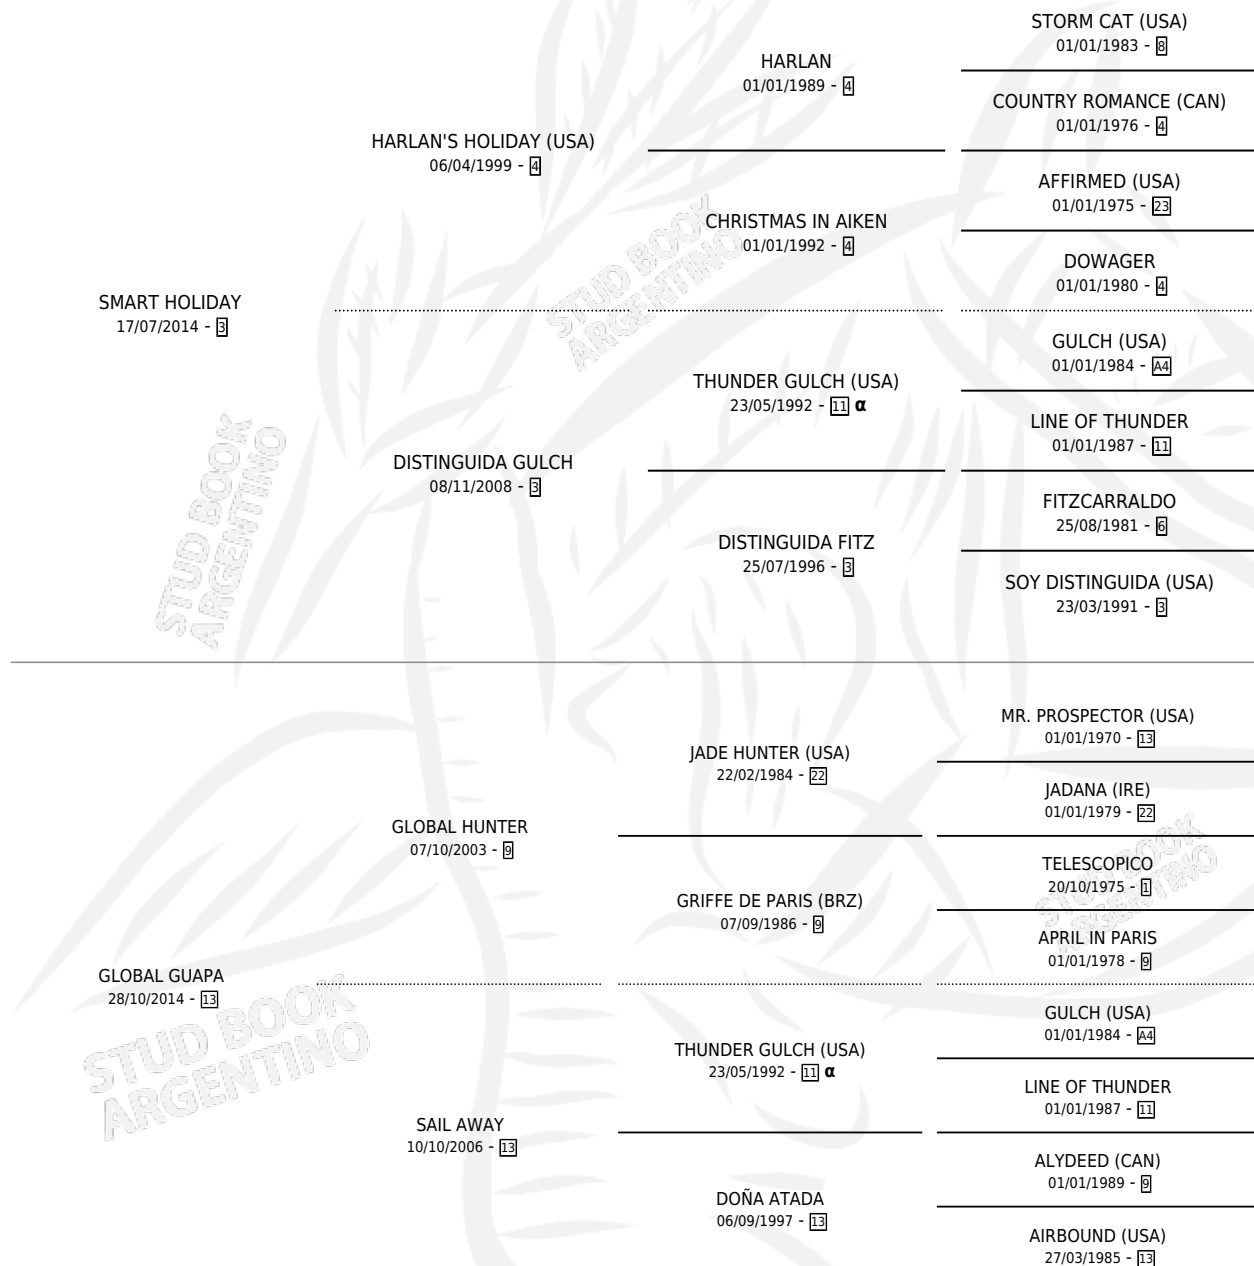 STORM CAT (USA)
01/01/1983 - 8
HARLAN
01/01/1989 - 4
COUNTRY ROMANCE (CAN)
01/01/1976 - 4
HARLAN'S HOLIDAY (USA)
06/04/1999 - 4
AFFIRMED (USA)
01/01/1975 - 23
CHRISTMAS IN AIKEN
01/01/1992 - 4
DOWAGER
01/01/1980 - 4
SMART HOLIDAY
17/07/2014 - 3
GULCH (USA)
01/01/1984 - A4
THUNDER GULCH (USA)
23/05/1992 - 11 α
LINE OF THUNDER
01/01/1987 - 11
DISTINGUIDA GULCH
08/11/2008 - 3
FITZCARRALDO
25/08/1981 - 6
DISTINGUIDA FITZ
25/07/1996 - 3
SOY DISTINGUIDA (USA)
23/03/1991 - 3
MR. PROSPECTOR (USA)
01/01/1970 - 13
JADE HUNTER (USA)
22/02/1984 - 22
JADANA (IRE)
01/01/1979 - 22
GLOBAL HUNTER
07/10/2003 - 9
TELESCOPICO
20/10/1975 - 1
GRIFFE DE PARIS (BRZ)
07/09/1986 - 9
APRIL IN PARIS
01/01/1978 - 9
GLOBAL GUAPA
28/10/2014 - 13
GULCH (USA)
01/01/1984 - A4
THUNDER GULCH (USA)
23/05/1992 - 11 α
LINE OF THUNDER
01/01/1987 - 11
SAIL AWAY
10/10/2006 - 13
ALYDEED (CAN)
01/01/1989 - 9
DOÑA ATADA
06/09/1997 - 13
AIRBOUND (USA)
27/03/1985 - 13
STUD BOOK
ARGENTINO
STUD BOOK
ARGENTINO
STUD BOOK
ARGENTINO
STUD BOOK
ARGENTINO